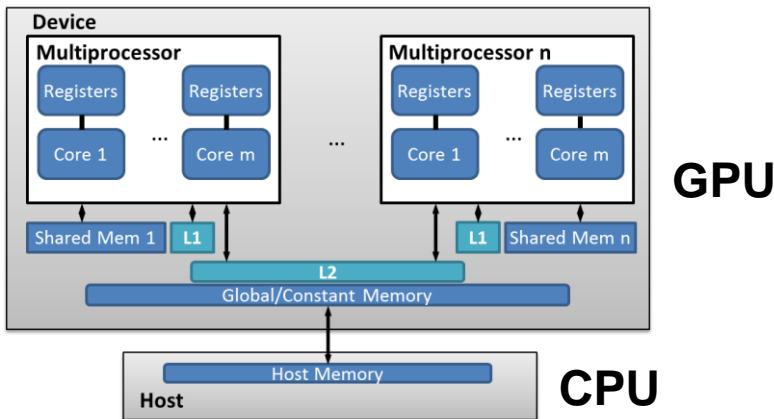 Device
Multiprocessor
Multiprocessor n
Registers
Registers
Registers
Registers
...
...
...
Core 1
Core m
Core 1
Core m
GPU
Shared Mem 1
L1
L1
Shared Mem n
L2
Global/Constant Memory
Host Memory
Host
CPU